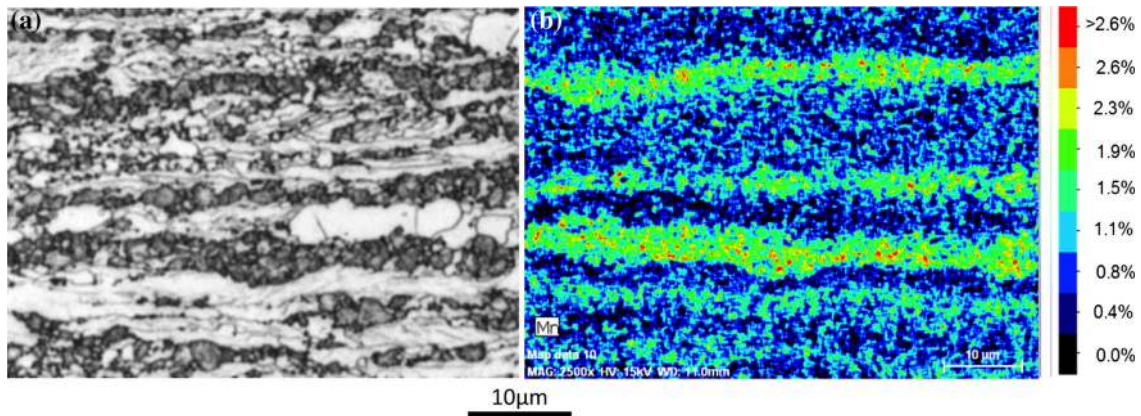 (a)
(b)
Mn
Map data 10
MAG: 2500x HV: 15kV WD: 11.0mm
10 µm
>2.6%
2.6%
2.3%
1.9%
1.5%
1.1%
0.8%
0.4%
0.0%
10µm